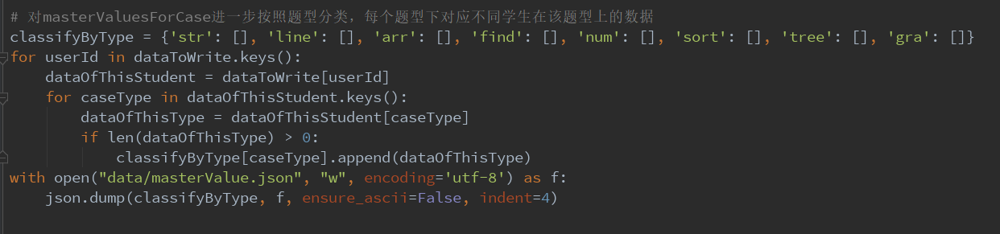 # 对masterValuesForCase进一步按照题型分类，每个题型下对应不同学生在该题型上的数据
classifyByType = {'str': [], 'line': [], 'arr': [], 'find': [], 'num': [], 'sort': [], 'tree': [], 'gra': []}
for userId in dataToWrite.keys():
    dataOfThisStudent = dataToWrite[userId]
    for caseType in dataOfThisStudent.keys():
        dataOfThisType = dataOfThisStudent[caseType]
        if len(dataOfThisType) > 0:
            classifyByType[caseType].append(dataOfThisType)
with open("data/masterValue.json", "w", encoding='utf-8') as f:
    json.dump(classifyByType, f, ensure_ascii=False, indent=4)